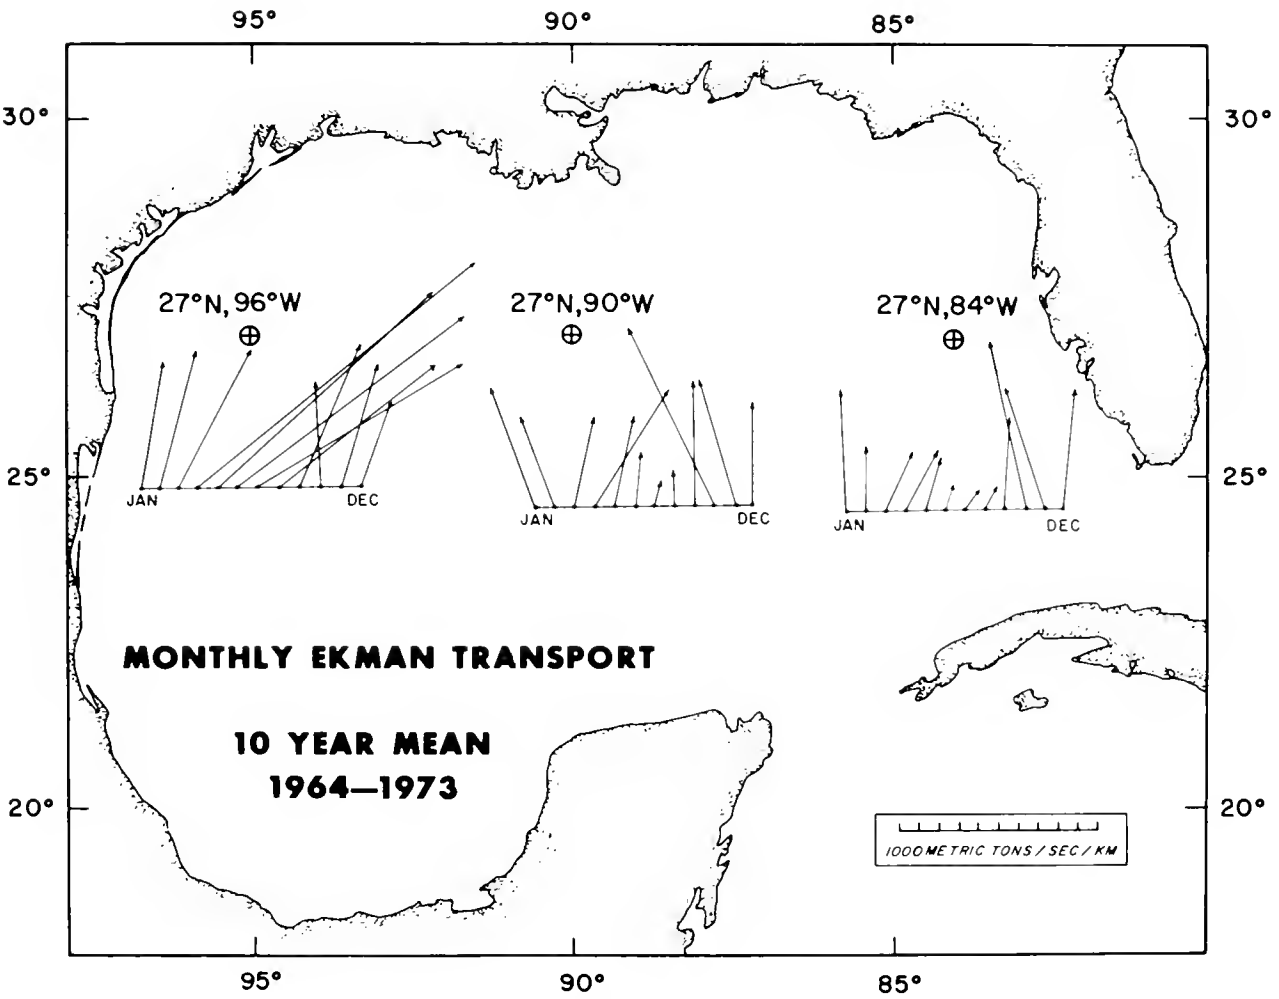 95° 90° 85°
30° 30°
27°N,96°W 27°N,90°W 27°N,84°W
25° 25°
JAN DEC JAN DEC JAN DEC
MONTHLY EKMAN TRANSPORT
10 YEAR MEAN
1964—1973
20° 20°
1000 METRIC TONS/SEC/KM
95° 90° 85°